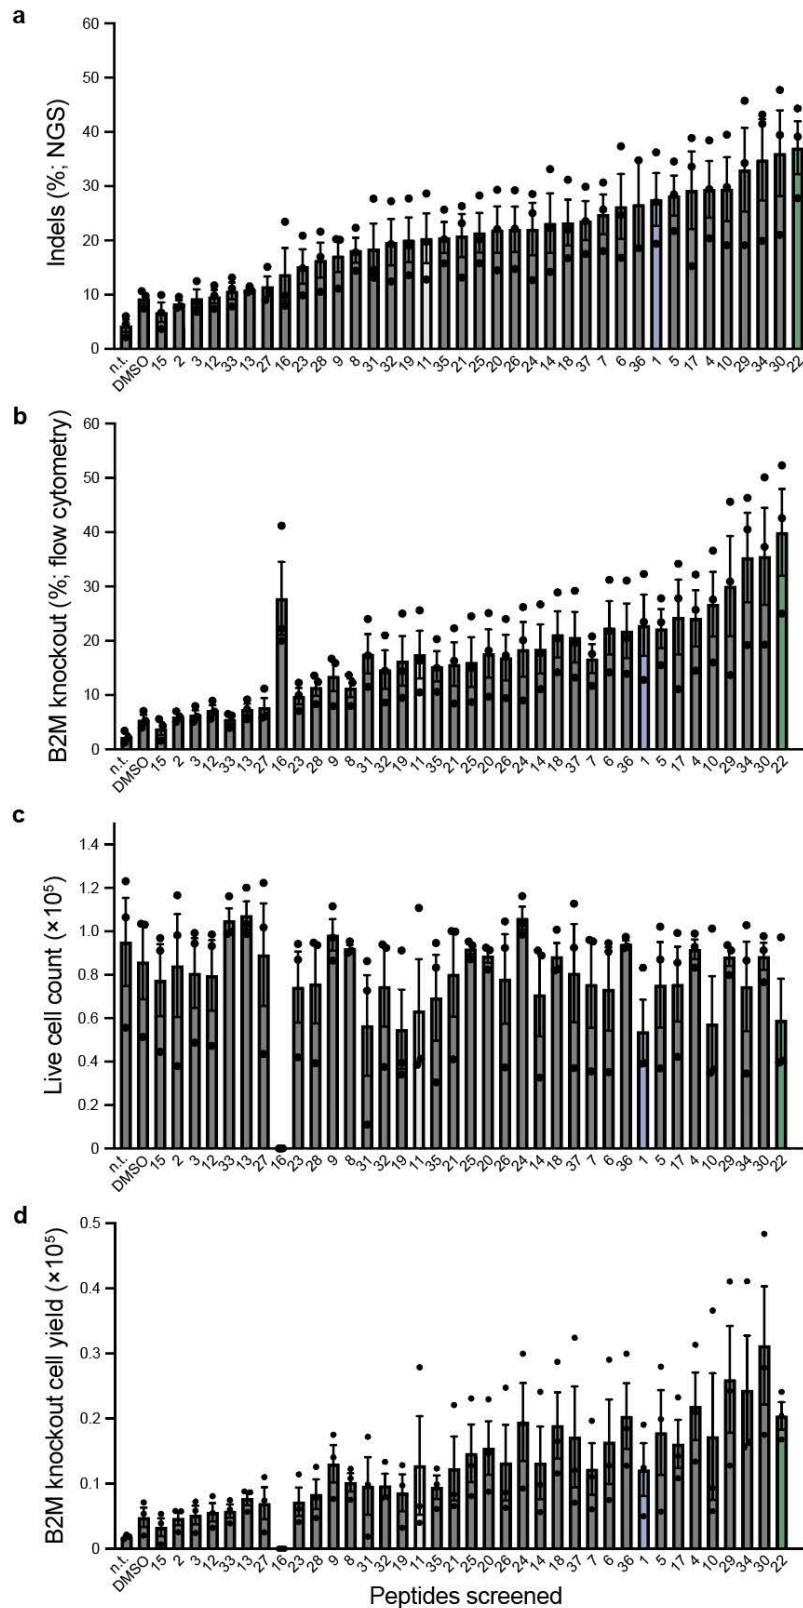 a
Indels (%; NGS)
60
50
40
30
20
10
0
n.t. DMSO 15 2 3 12 33 13 27 16 23 28 9 8 31 32 19 11 35 21 25 20 26 24 14 18 37 7 6 36 1 5 17 4 10 29 34 30 22
b
B2M knockout (%; flow cytometry)
60
50
40
30
20
10
0
n.t. DMSO 15 2 3 12 33 13 27 16 23 28 9 8 31 32 19 11 35 21 25 20 26 24 14 18 37 7 6 36 1 5 17 4 10 29 34 30 22
c
Live cell count (×10⁵)
1.4
1.2
1.0
0.8
0.6
0.4
0.2
0
n.t. DMSO 15 2 3 12 33 13 27 16 23 28 9 8 31 32 19 11 35 21 25 20 26 24 14 18 37 7 6 36 1 5 17 4 10 29 34 30 22
d
B2M knockout cell yield (×10⁵)
0.5
0.4
0.3
0.2
0.1
0
n.t. DMSO 15 2 3 12 33 13 27 16 23 28 9 8 31 32 19 11 35 21 25 20 26 24 14 18 37 7 6 36 1 5 17 4 10 29 34 30 22
Peptides screened